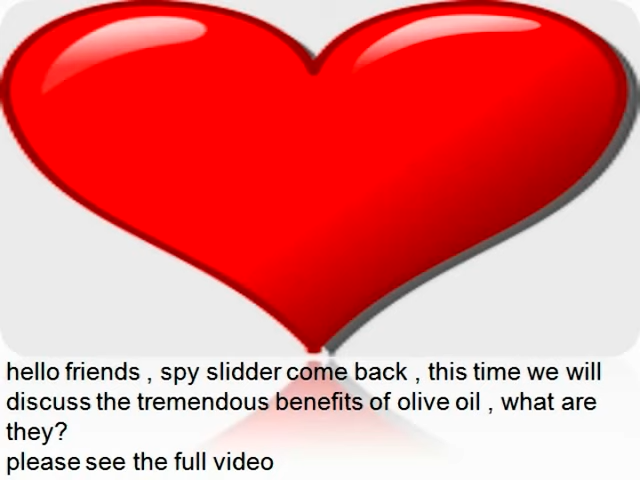 hello friends , spy slidder come back , this time we will
discuss the tremendous benefits of olive oil , what are
they?
please see the full video